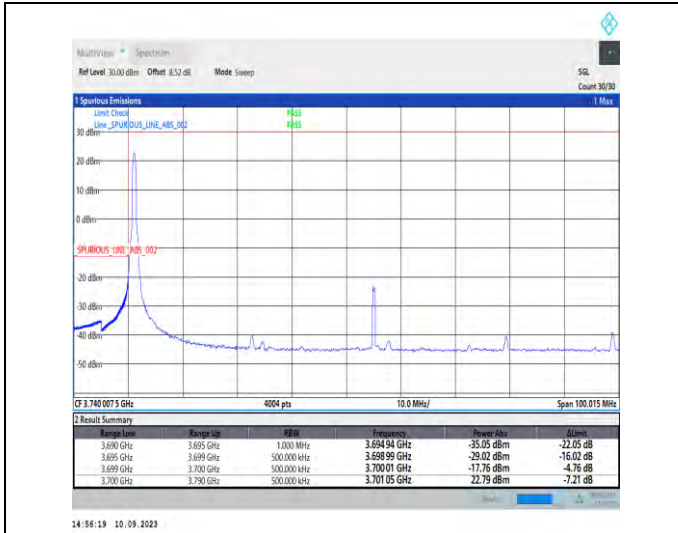 MultiView Spectrum
Ref Level 30.00 dBm Offset 8.52 dB Mode Sweep SGL
Count 30/30
1 Spurious Emissions 1 Max
Limit Check PASS
Line _SPURIOUS_LINE_ABS_002 PASS
30 dBm
20 dBm
10 dBm
0 dBm
SPURIOUS_LINE_ABS_002
-20 dBm
-30 dBm
-40 dBm
-50 dBm
CF 3.740 007 5 GHz 4004 pts 10.0 MHz/ Span 100.015 MHz
2 Result Summary
Range Low Range Up RBW Frequency Power Abs ΔLimit
3.690 GHz 3.695 GHz 1.000 MHz 3.694 94 GHz -35.05 dBm -22.05 dB
3.695 GHz 3.699 GHz 500.000 kHz 3.698 99 GHz -29.02 dBm -16.02 dB
3.699 GHz 3.700 GHz 500.000 kHz 3.700 01 GHz -17.76 dBm -4.76 dB
3.700 GHz 3.790 GHz 500.000 kHz 3.701 05 GHz 22.79 dBm -7.21 dB
14:56:19 10.09.2023